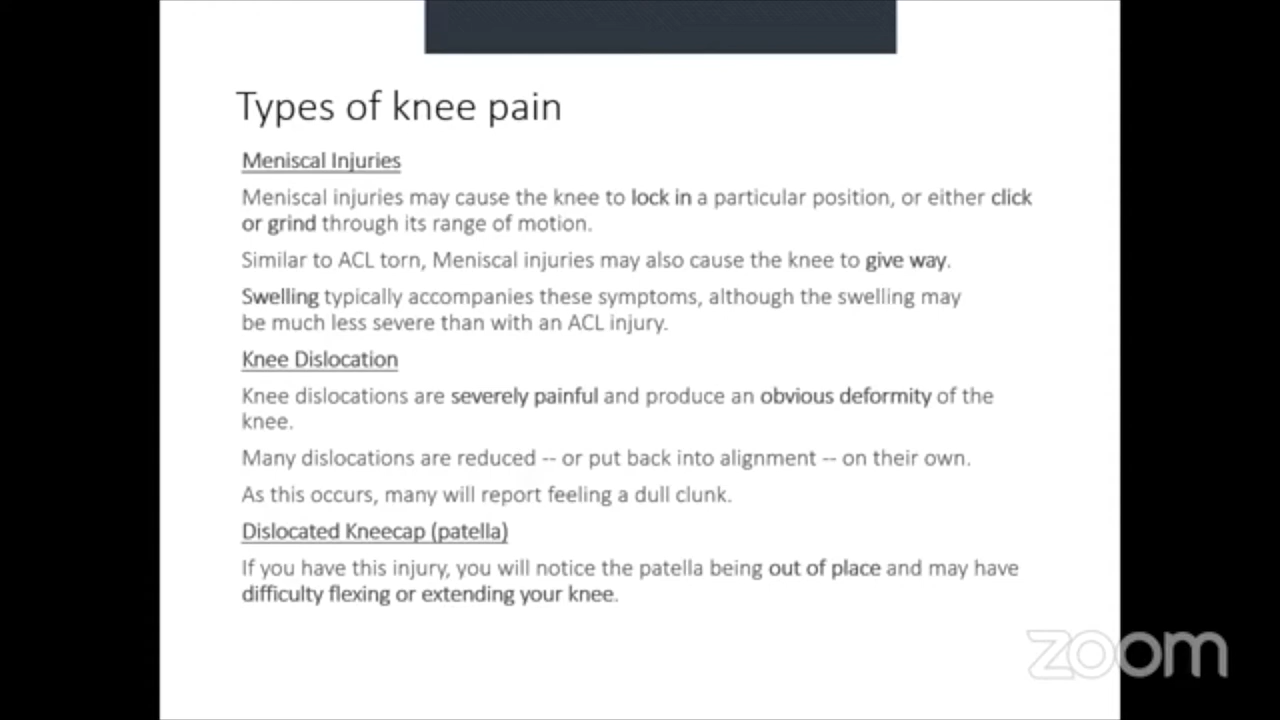 Types of knee pain
Meniscal Injuries
Meniscal injuries may cause the knee to lock in a particular position, or either click
or grind through its range of motion.
Similar to ACL torn, Meniscal injuries may also cause the knee to give way.
Swelling typically accompanies these symptoms, although the swelling may
be much less severe than with an ACL injury.
Knee Dislocation
Knee dislocations are severely painful and produce an obvious deformity of the
knee.
Many dislocations are reduced -- or put back into alignment -- on their own.
As this occurs, many will report feeling a dull clunk.
Dislocated Kneecap (patella)
If you have this injury, you will notice the patella being out of place and may have
difficulty flexing or extending your knee.
zoom